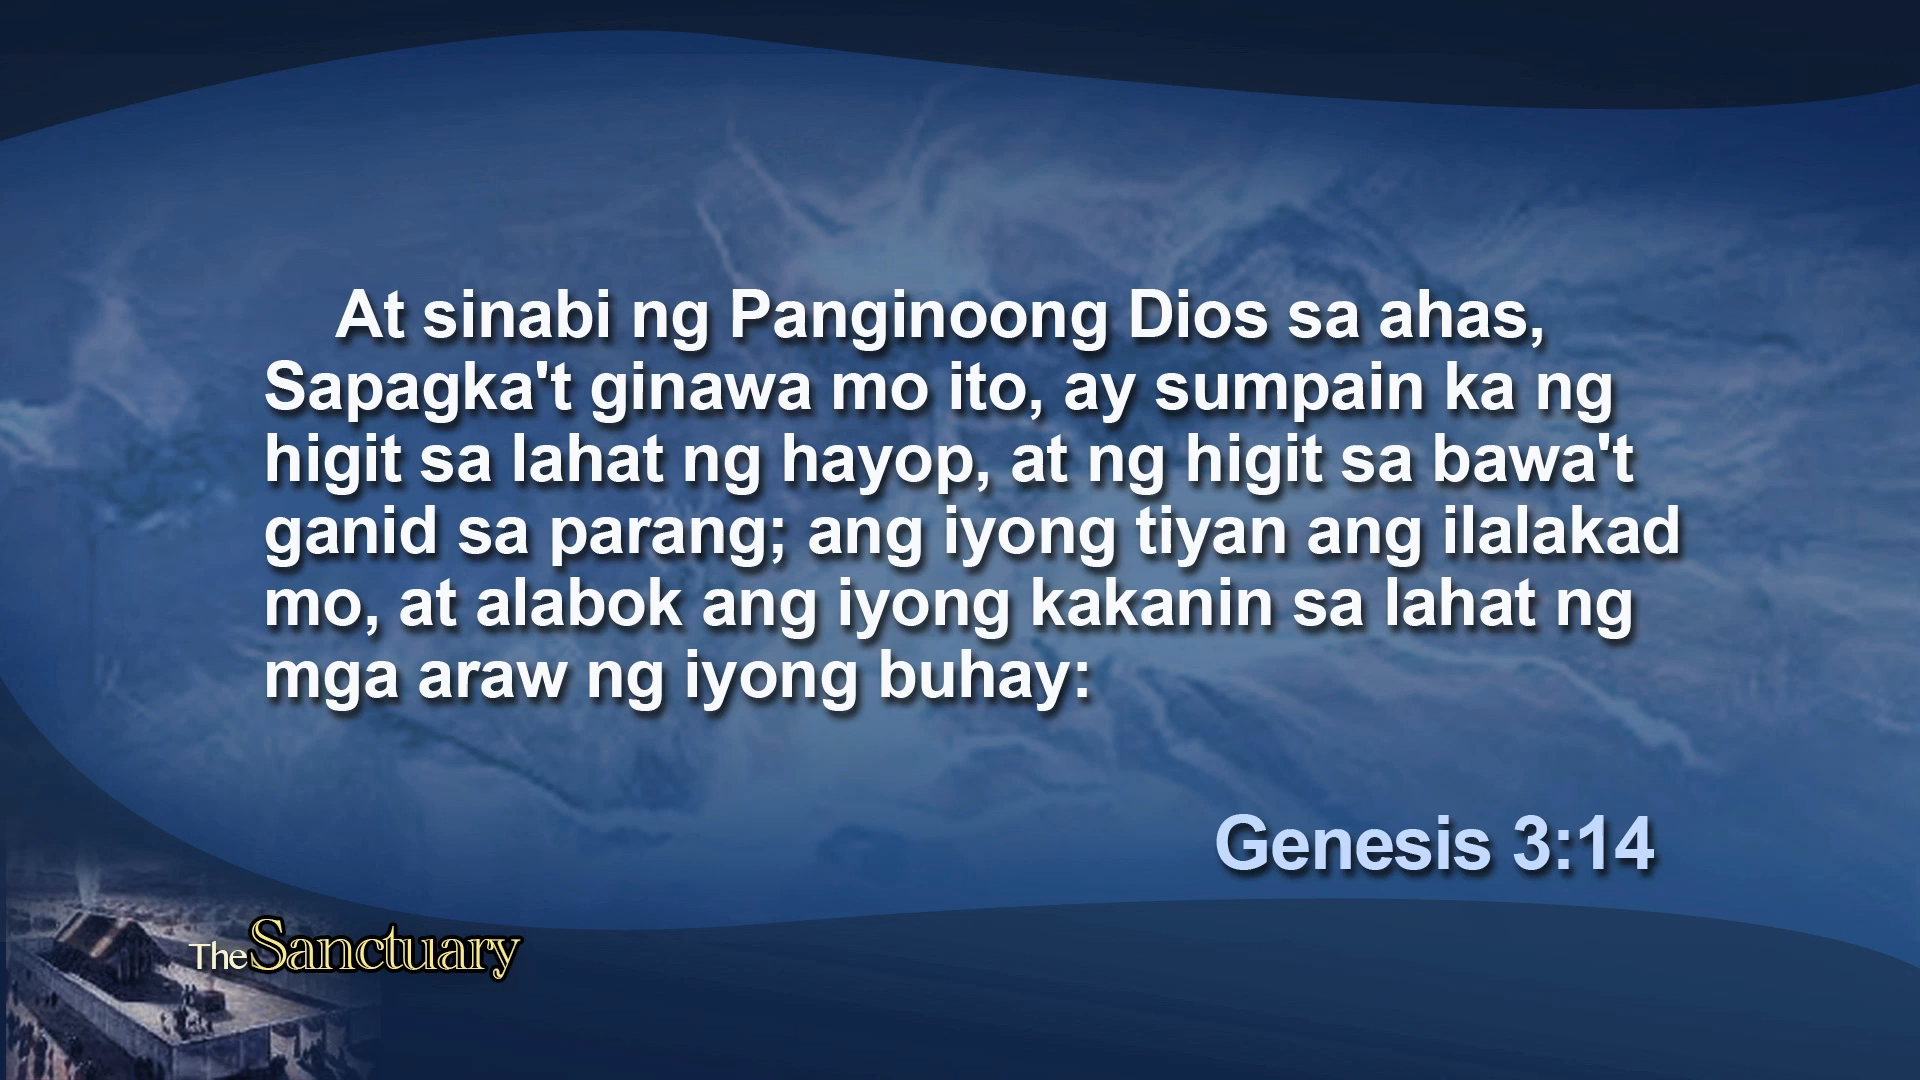 At sinabi ng Panginoong Dios sa ahas,
Sapagka't ginawa mo ito, ay sumpain ka ng
higit sa lahat ng hayop, at ng higit sa bawa't
ganid sa parang; ang iyong tiyan ang ilalakad
mo, at alabok ang iyong kakanin sa lahat ng
mga araw ng iyong buhay:
Genesis 3:14
The Sanctuary